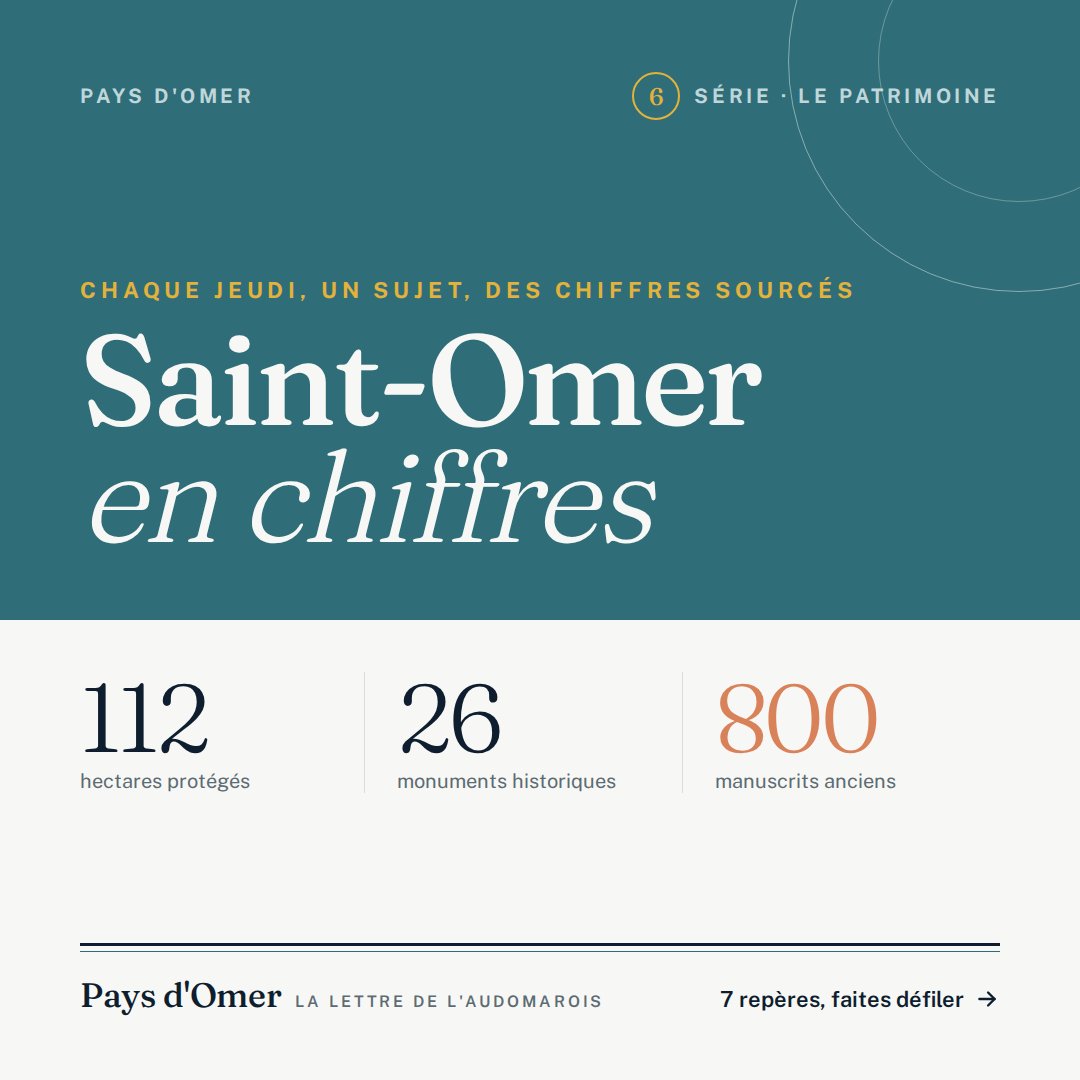 PAYS D'OMER
6 SÉRIE · LE PATRIMOINE
CHAQUE JEUDI, UN SUJET, DES CHIFFRES SOURCÉS
Saint-Omer
en chiffres
112
hectares protégés
26
monuments historiques
800
manuscrits anciens
Pays d'Omer LA LETTRE DE L'AUDOMAROIS
7 repères, faites défiler →